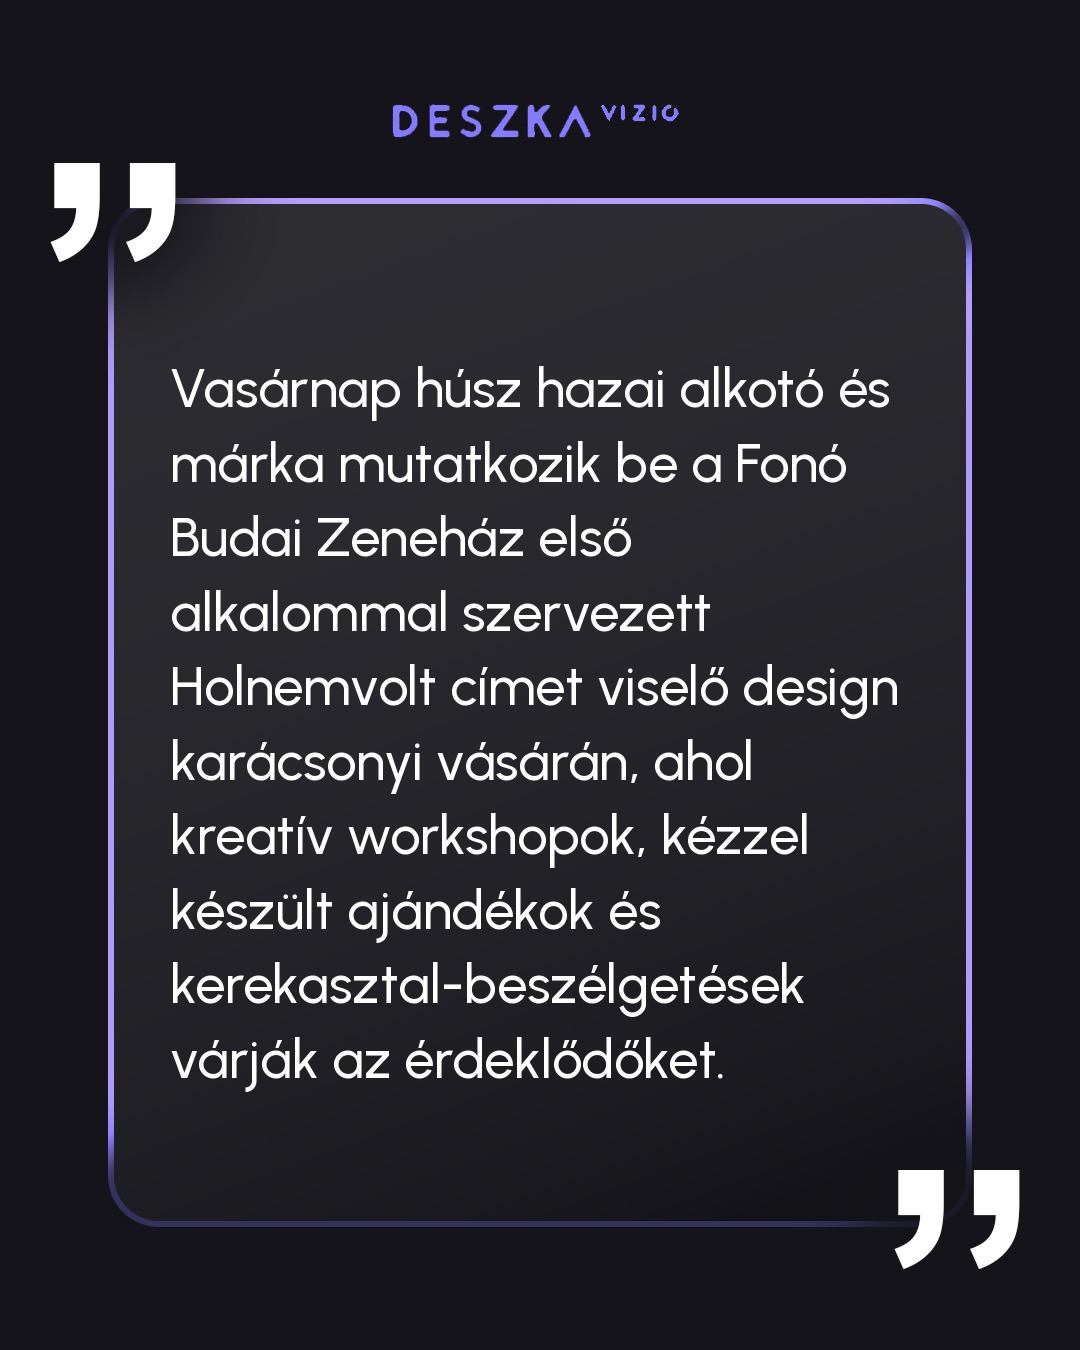 DESZKA VIZIO
”
Vasárnap húsz hazai alkotó és
márka mutatkozik be a Fonó
Budai Zeneház első
alkalommal szervezett
Holnemvolt címet viselő design
karácsonyi vásárán, ahol
kreatív workshopok, kézzel
készült ajándékok és
kerekasztal-beszélgetések
várják az érdeklődőket.
”